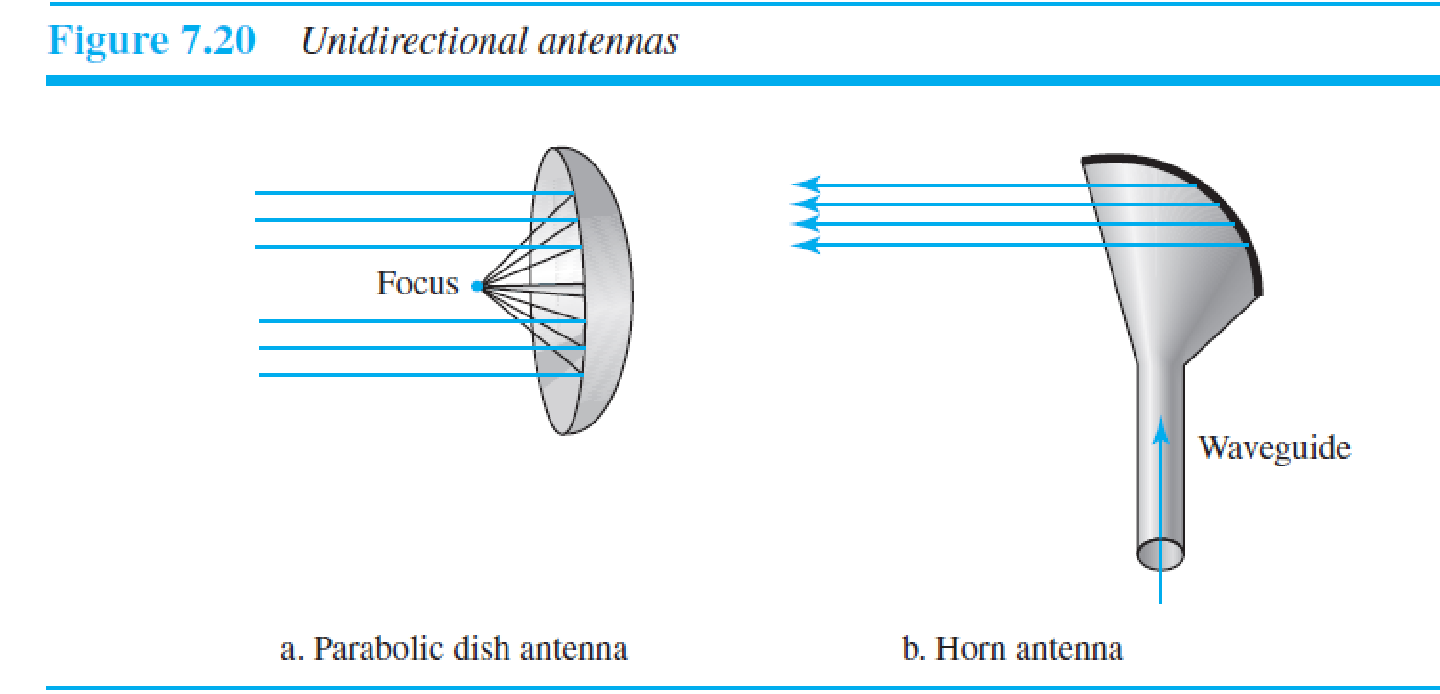 Figure 7.20 Unidirectional antennas
Focus
Waveguide
a. Parabolic dish antenna
b. Horn antenna